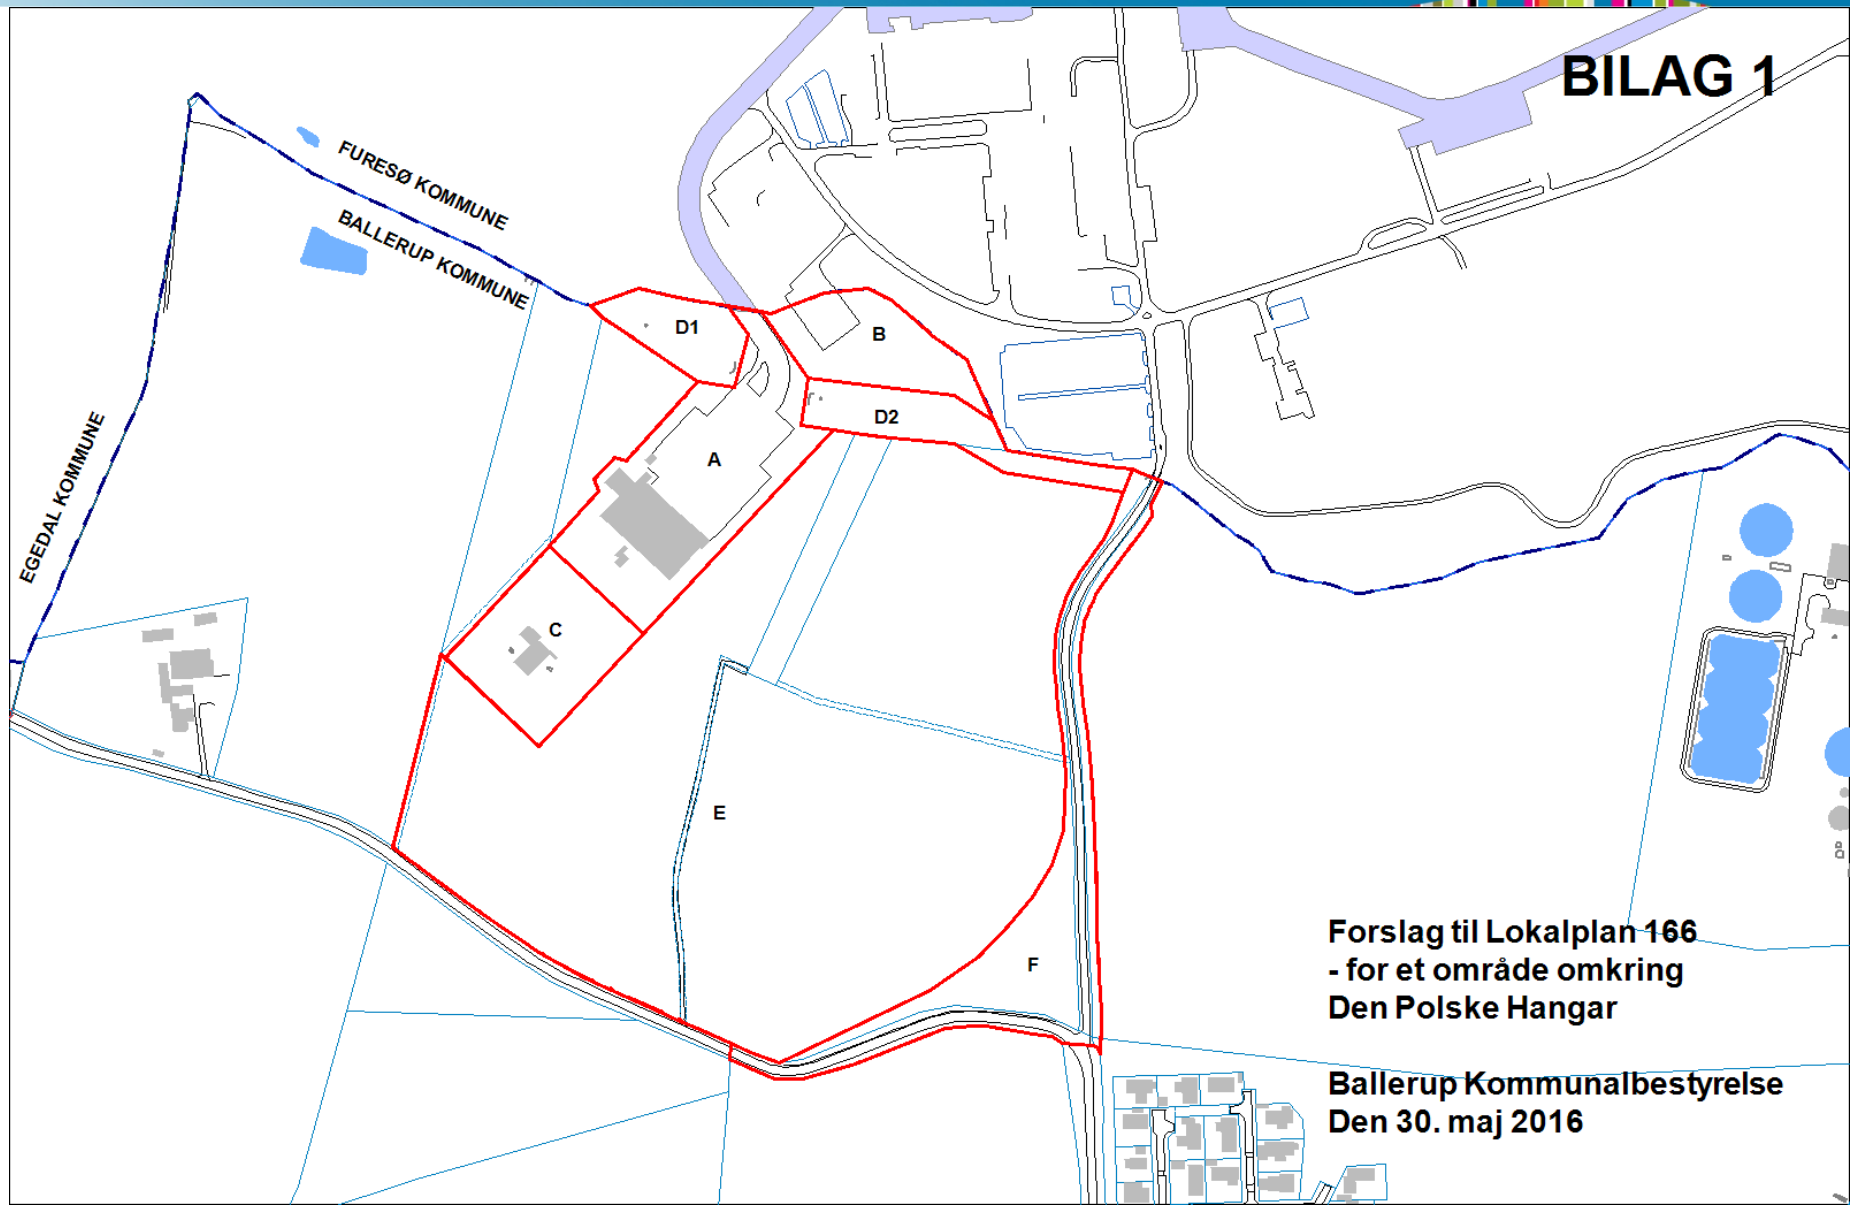 BILAG 1
FURESØ KOMMUNE
BALLERUP KOMMUNE
EGEDAL KOMMUNE
D1
B
D2
A
C
E
F
Forslag til Lokalplan 166
- for et område omkring
Den Polske Hangar
Ballerup Kommunalbestyrelse
Den 30. maj 2016